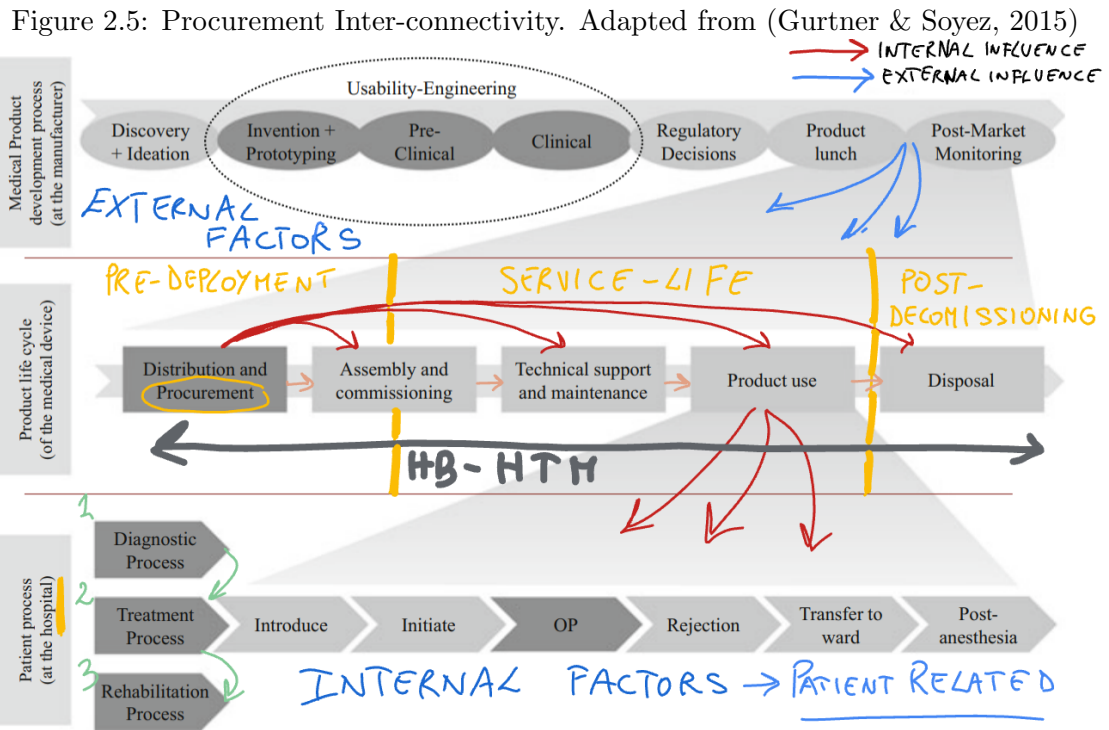 Figure 2.5: Procurement Inter-connectivity. Adapted from (Gurtner & Soyez, 2015)
INTERNAL INFLUENCE
EXTERNAL INFLUENCE
Medical Product
development process
(at the manufacturer)
Usability-Engineering
Discovery
+ Ideation
Invention +
Prototyping
Pre-
Clinical
Clinical
Regulatory
Decisions
Product
lunch
Post-Market
Monitoring
EXTERNAL
FACTORS
PRE-DEPLOYMENT
SERVICE-LIFE
POST-
DECOMISSIONING
Product life cycle
(of the medical device)
Distribution and
Procurement
Assembly and
commissioning
Technical support
and maintenance
Product use
Disposal
HB-HTM
Patient process
(at the hospital)
1
Diagnostic
Process
2
Treatment
Process
Introduce
Initiate
OP
Rejection
Transfer to
ward
Post-
anesthesia
3
Rehabilitation
Process
INTERNAL FACTORS → PATIENT RELATED